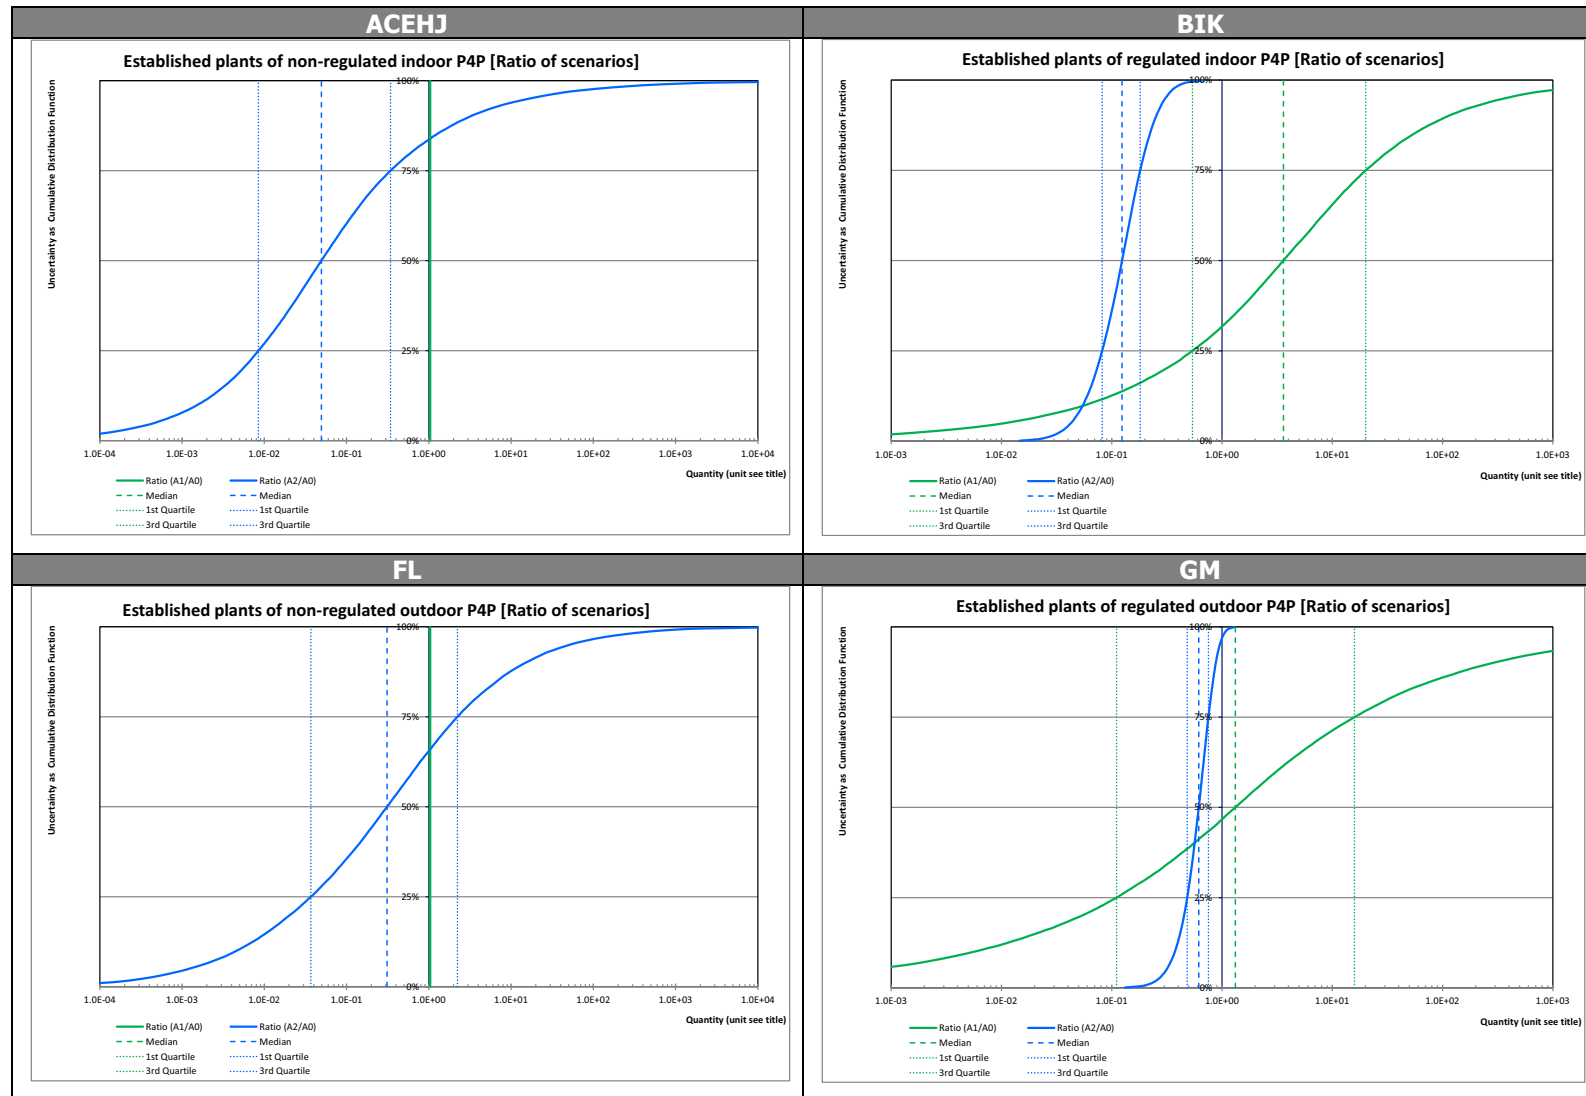 ACEHJ
BIK
Established plants of non-regulated indoor P4P [Ratio of scenarios]
Uncertainty as Cumulative Distribution Function
100%
75%
50%
25%
0%
1.0E-04 1.0E-03 1.0E-02 1.0E-01 1.0E+00 1.0E+01 1.0E+02 1.0E+03 1.0E+04
Quantity (unit see title)
Ratio (A1/A0) Ratio (A2/A0)
Median Median
1st Quartile 1st Quartile
3rd Quartile 3rd Quartile
Established plants of regulated indoor P4P [Ratio of scenarios]
Uncertainty as Cumulative Distribution Function
100%
75%
50%
25%
0%
1.0E-03 1.0E-02 1.0E-01 1.0E+00 1.0E+01 1.0E+02 1.0E+03
Quantity (unit see title)
Ratio (A1/A0) Ratio (A2/A0)
Median Median
1st Quartile 1st Quartile
3rd Quartile 3rd Quartile
FL
GM
Established plants of non-regulated outdoor P4P [Ratio of scenarios]
Uncertainty as Cumulative Distribution Function
100%
75%
50%
25%
0%
1.0E-04 1.0E-03 1.0E-02 1.0E-01 1.0E+00 1.0E+01 1.0E+02 1.0E+03 1.0E+04
Quantity (unit see title)
Ratio (A1/A0) Ratio (A2/A0)
Median Median
1st Quartile 1st Quartile
3rd Quartile 3rd Quartile
Established plants of regulated outdoor P4P [Ratio of scenarios]
Uncertainty as Cumulative Distribution Function
100%
75%
50%
25%
0%
1.0E-03 1.0E-02 1.0E-01 1.0E+00 1.0E+01 1.0E+02 1.0E+03
Quantity (unit see title)
Ratio (A1/A0) Ratio (A2/A0)
Median Median
1st Quartile 1st Quartile
3rd Quartile 3rd Quartile